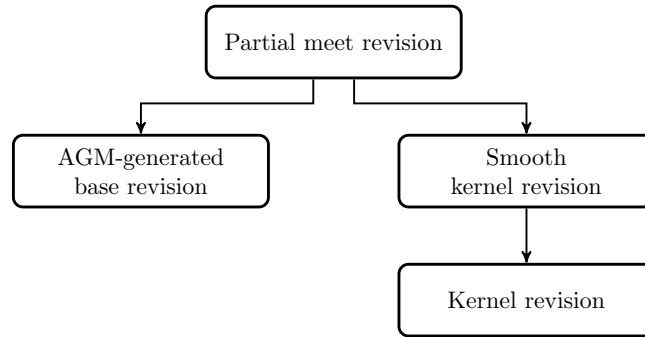 Partial meet revision
AGM-generated
base revision
Smooth
kernel revision
Kernel revision